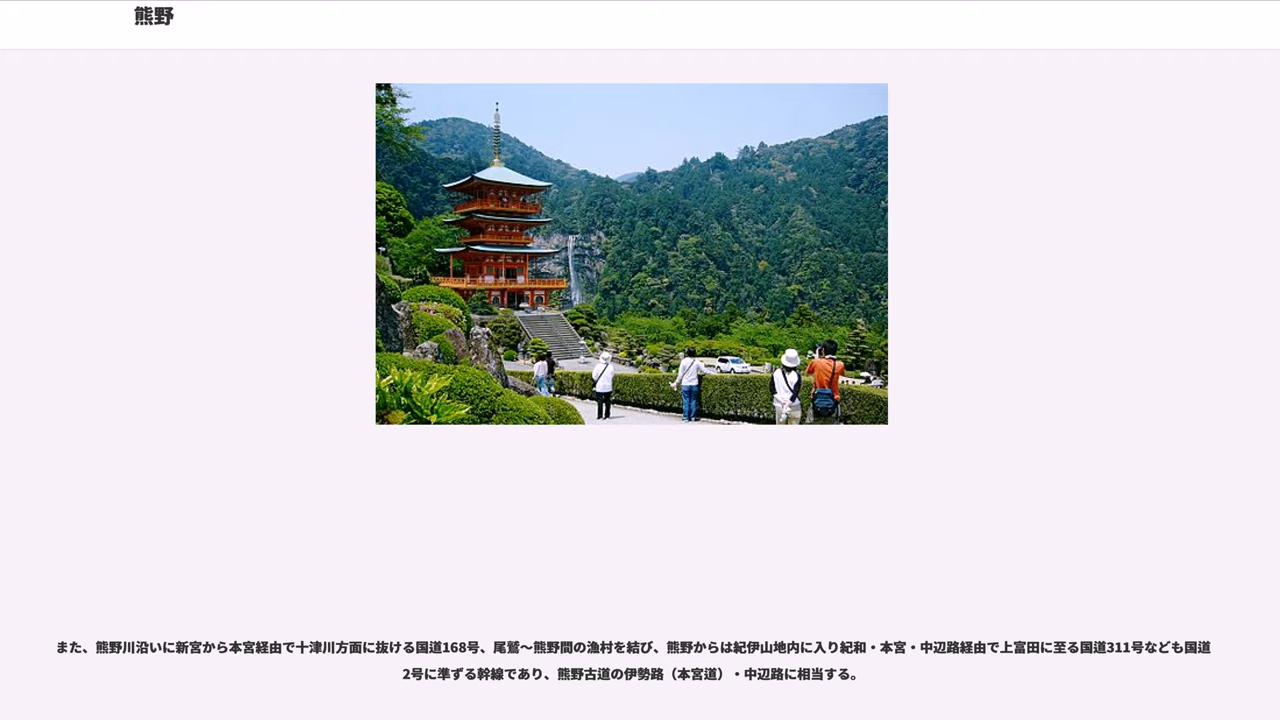 熊野
また、熊野川沿いに新宮から本宮経由で十津川方面に抜ける国道168号、尾鷲〜熊野間の漁村を結び、熊野からは紀伊山地内に入り紀和・本宮・中辺路経由で上富田に至る国道311号なども国道
2号に準ずる幹線であり、熊野古道の伊勢路（本宮道）・中辺路に相当する。